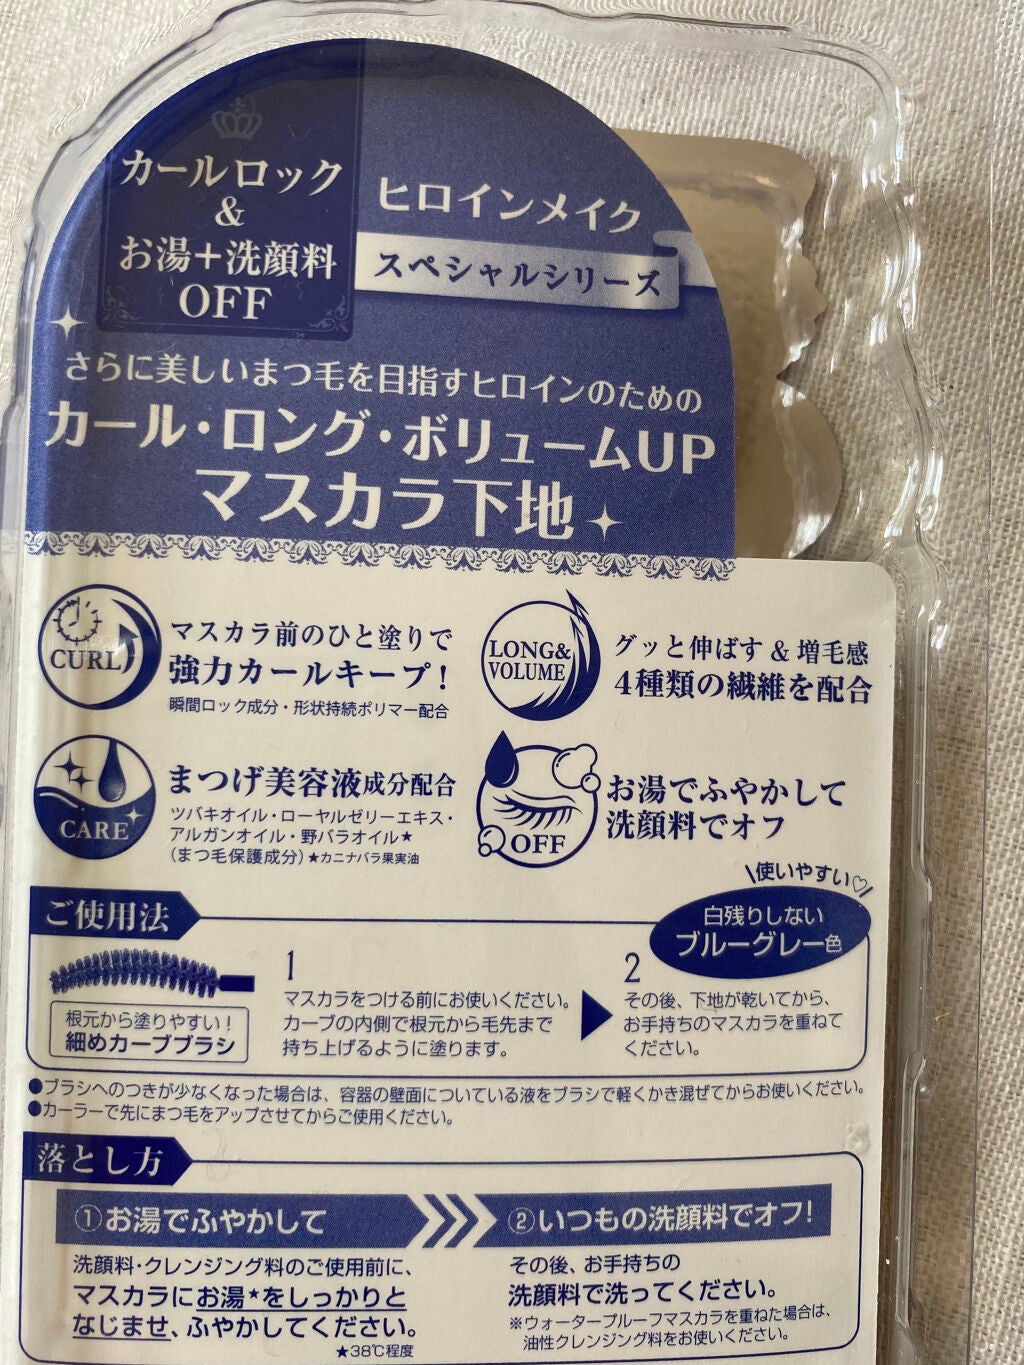 カールロック
&
お湯+洗顔料
OFF
ヒロインメイク
スペシャルシリーズ
さらに美しいまつ毛を目指すヒロインのための
カール・ロング・ボリュームUP
マスカラ下地
CURL
マスカラ前のひと塗りで
強力カールキープ!
瞬間ロック成分・形状持続ポリマー配合
LONG&
VOLUME
グッと伸ばす & 増毛感
4種類の繊維を配合
CARE
まつげ美容液成分配合
ツバキオイル・ローヤルゼリーエキス・
アルガンオイル・野バラオイル★
(まつ毛保護成分) ★カニナバラ果実油
OFF
お湯でふやかして
洗顔料でオフ
ご使用法
\使いやすい♡/
白残りしない
ブルーグレー色
根元から塗りやすい!
細めカーブブラシ
1
マスカラをつける前にお使いください。
カーブの内側で根元から毛先まで
持ち上げるように塗ります。
2
その後、下地が乾いてから、
お手持ちのマスカラを重ねて
ください。
●ブラシへのつきが少なくなった場合は、容器の壁面についている液をブラシで軽くかき混ぜてからお使いください。
●カーラーで先にまつ毛をアップさせてからご使用ください。
落とし方
①お湯でふやかして
洗顔料・クレンジング料のご使用前に、
マスカラにお湯★をしっかりと
なじませ、ふやかしてください。
★38℃程度
②いつもの洗顔料でオフ!
その後、お手持ちの
洗顔料で洗ってください。
※ウォータープルーフマスカラを重ねた場合は、
油性クレンジング料をお使いください。